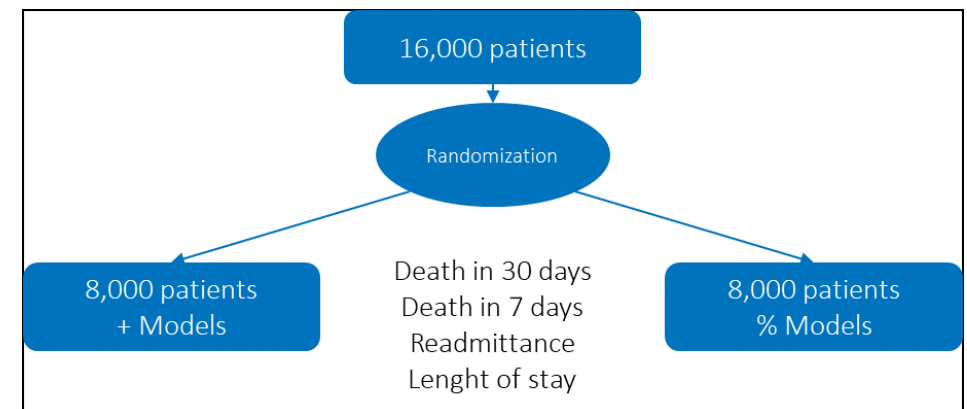 16,000 patients
Randomization
8,000 patients
+ Models
Death in 30 days
Death in 7 days
Readmittance
Lenght of stay
8,000 patients
% Models